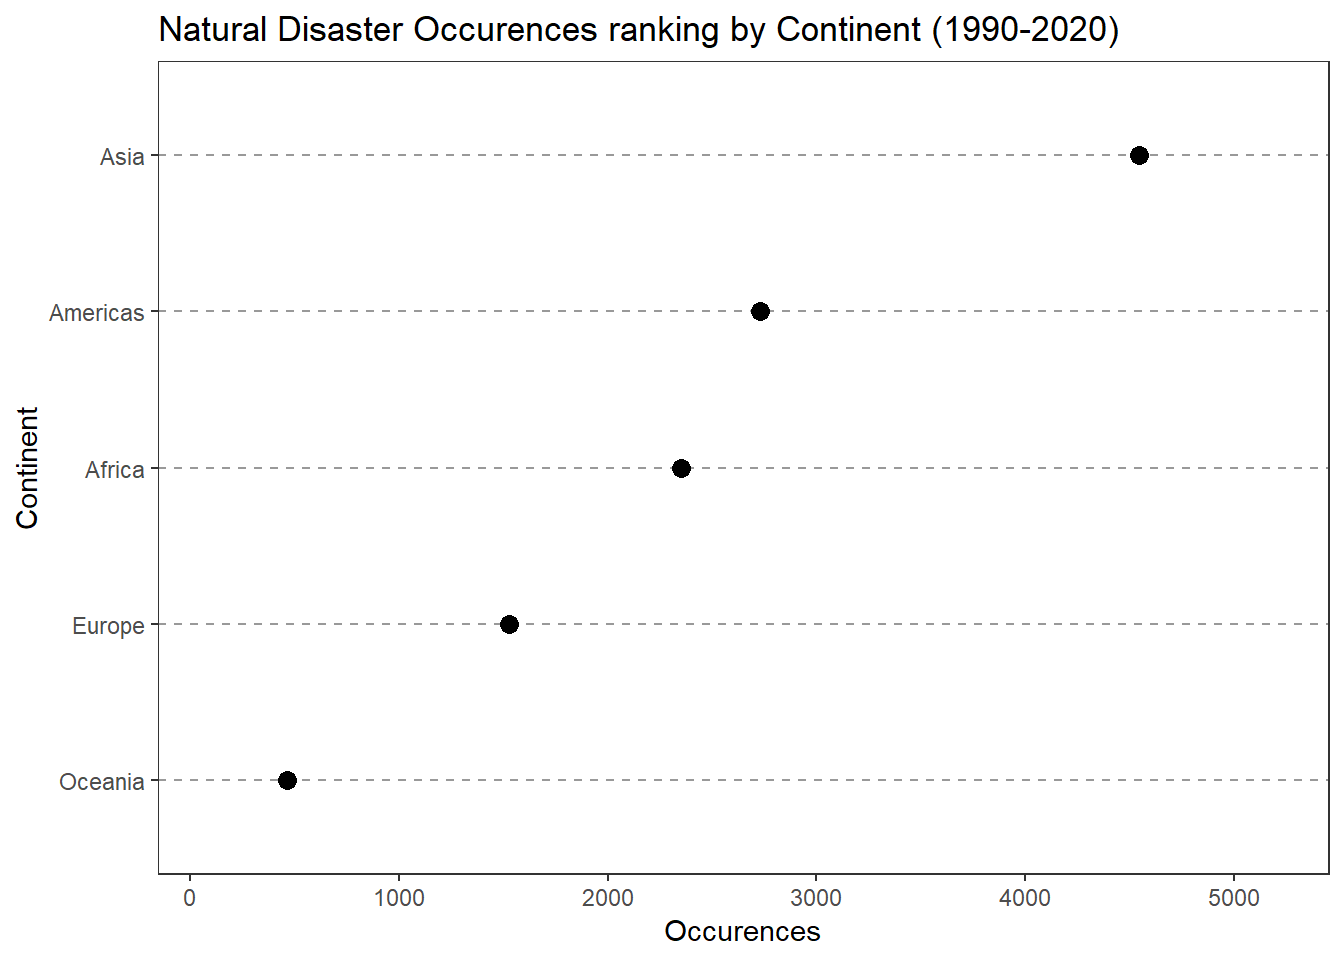 Natural Disaster Occurences ranking by Continent (1990-2020)
Asia
Americas
Africa
Europe
Oceania
Continent
0 1000 2000 3000 4000 5000
Occurences